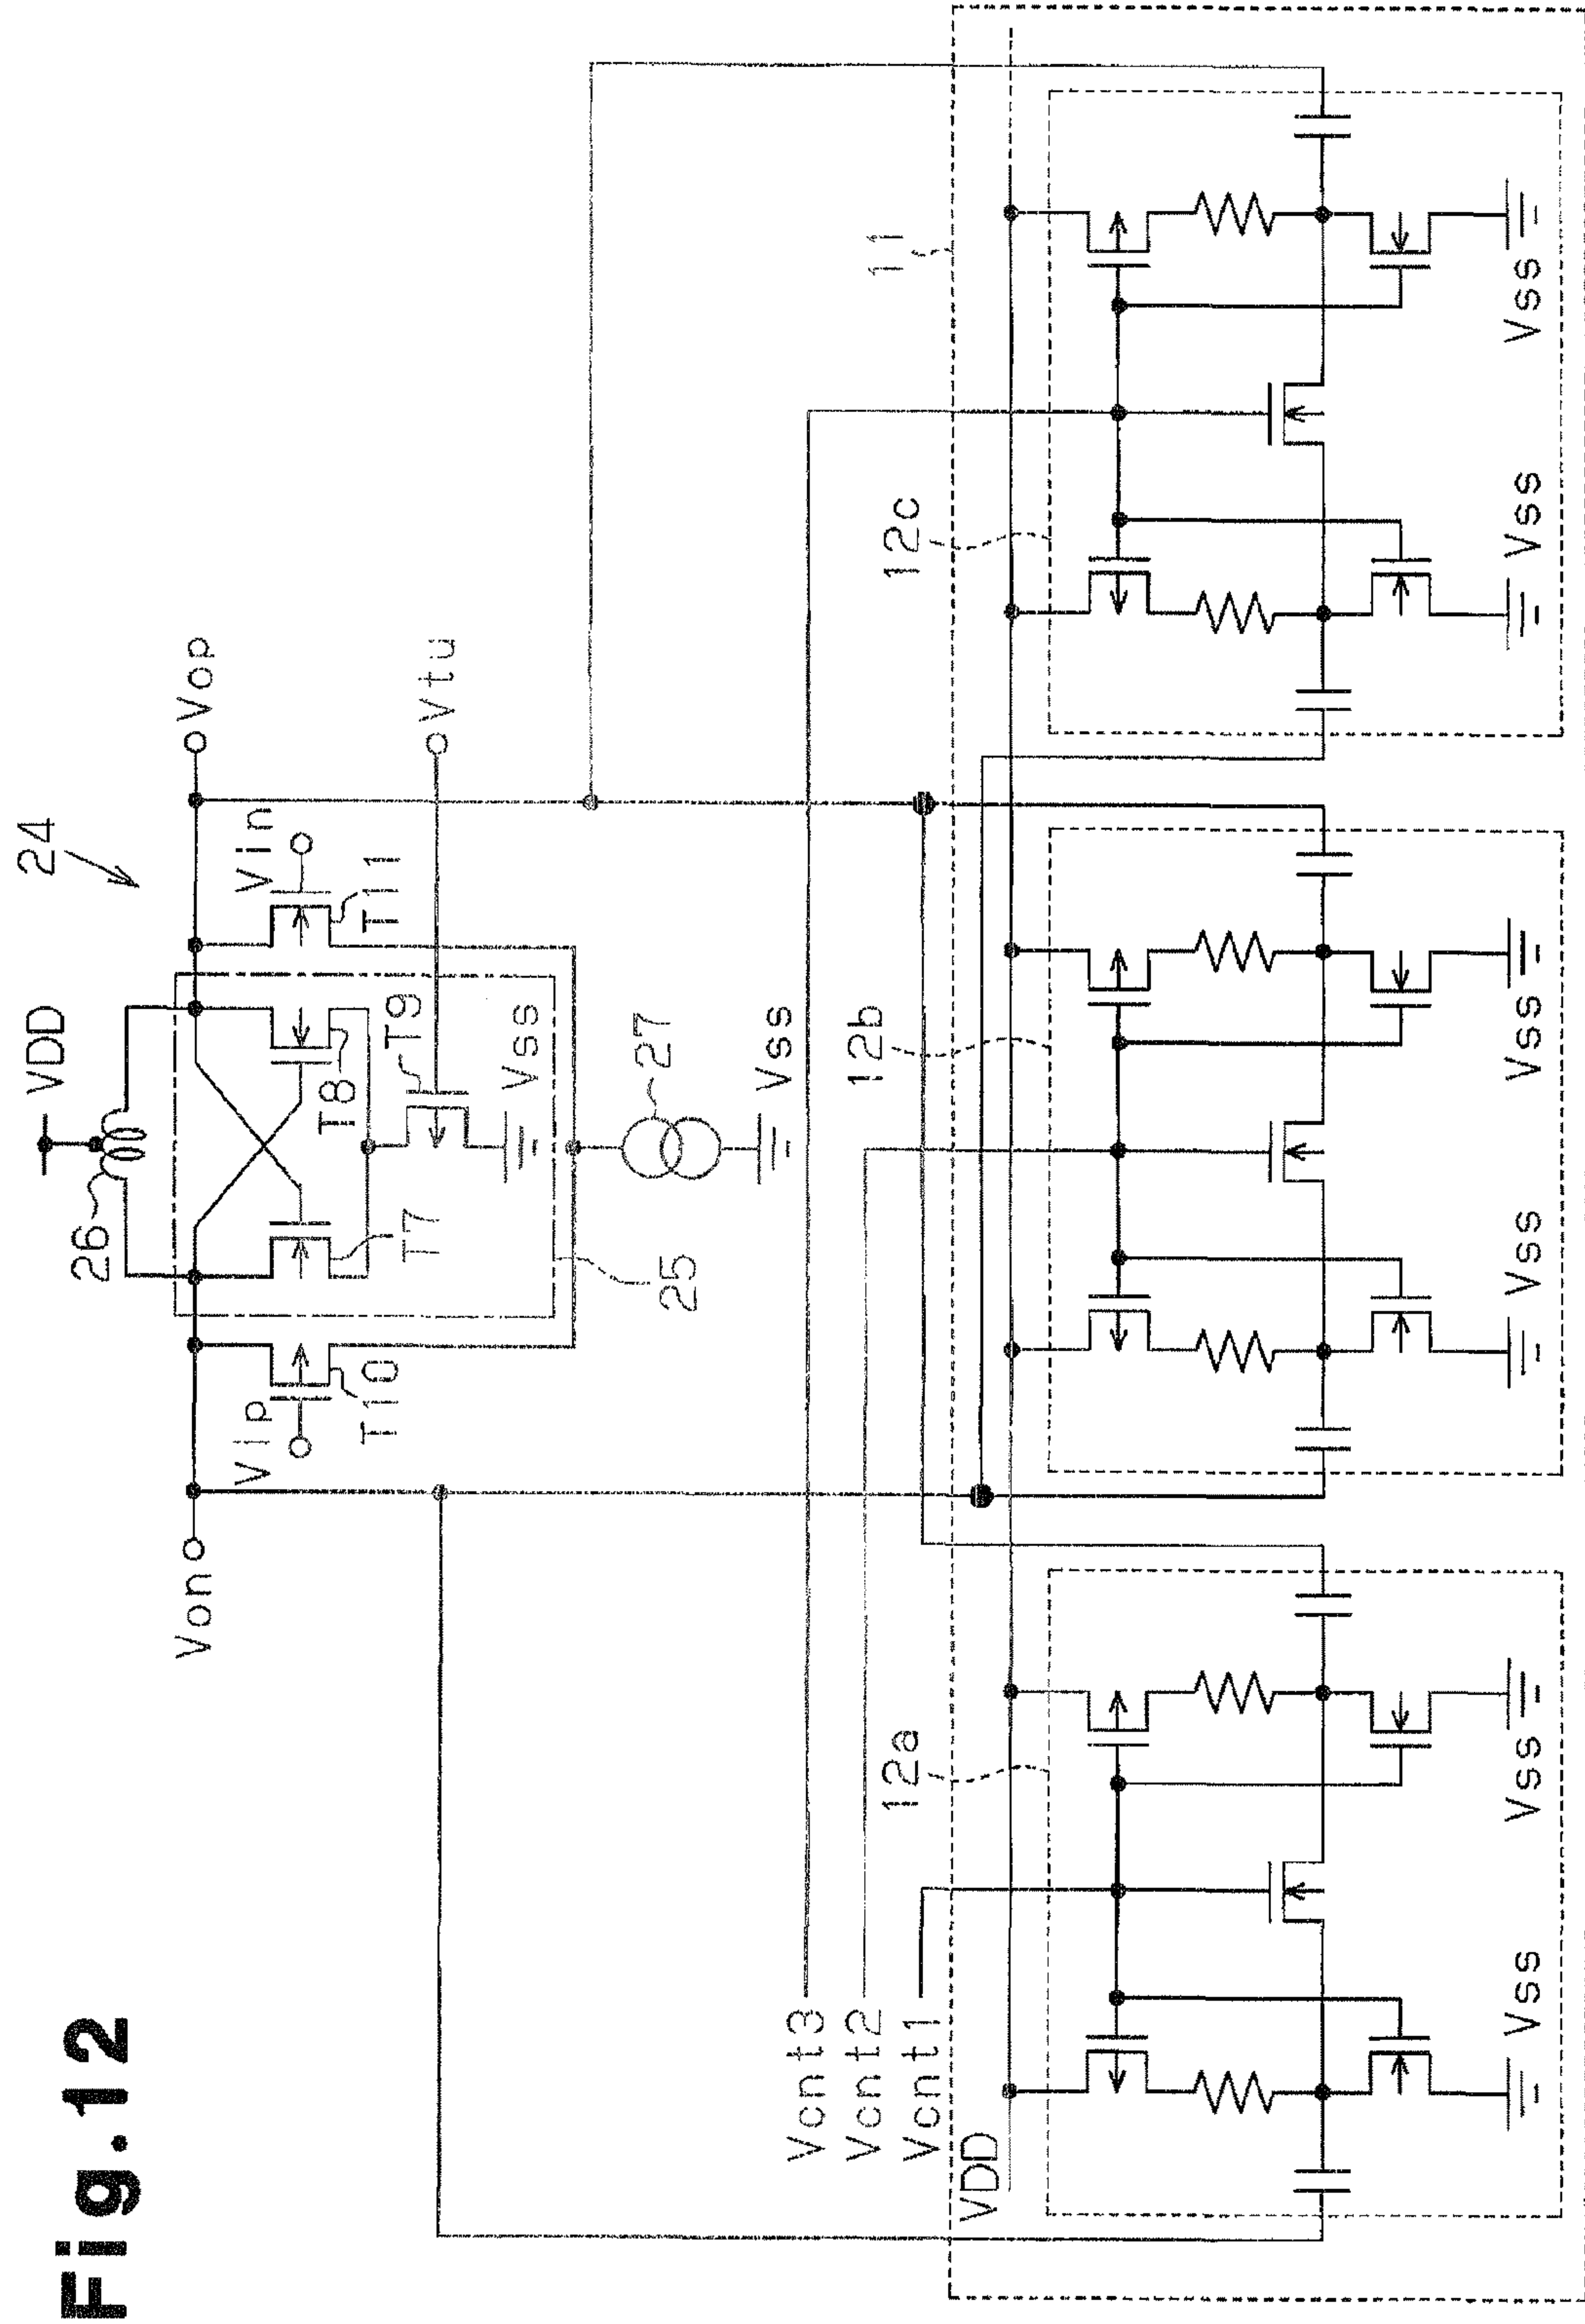 Fig.12
24
VDD
26
Von
Vop
Vip
Vin
T10
T7
T8
T11
T9
Vtu
Vss
25
27
Vss
Vcnt3
Vcnt2
Vcnt1
VDD
11
12a
12b
12c
Vss
Vss
Vss
Vss
Vss
Vss